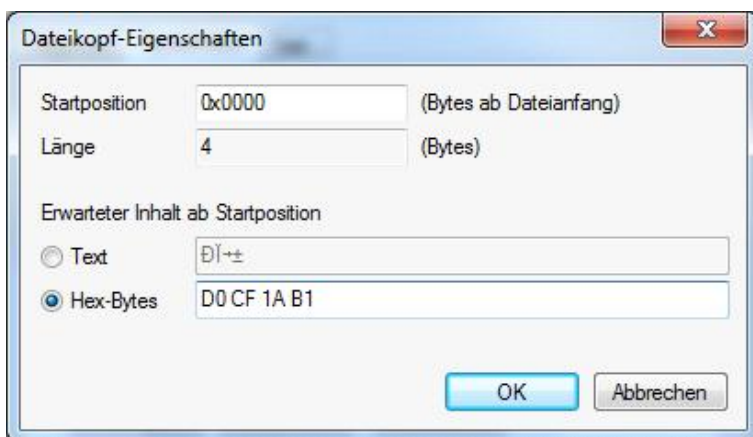 Dateikopf-Eigenschaften
Startposition 0x0000 (Bytes ab Dateianfang)
Länge 4 (Bytes)
Erwarteter Inhalt ab Startposition
Text ÐÏ→±
Hex-Bytes D0 CF 1A B1
OK Abbrechen